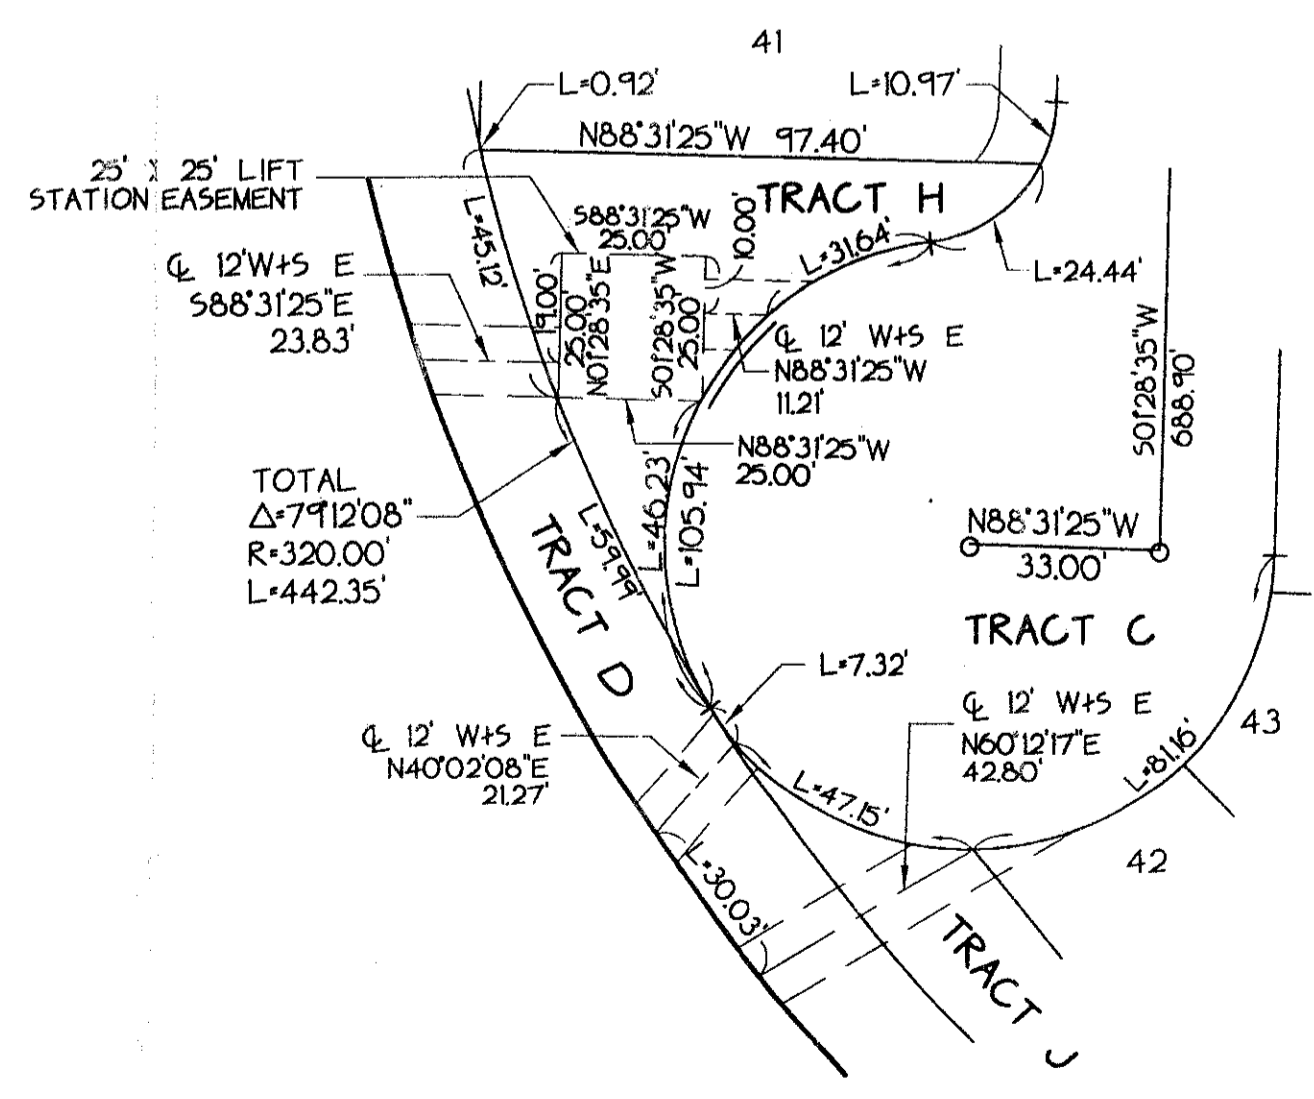 41
L=0.92'
L=10.97'
N88°31'25"W 97.40'
25' X 25' LIFT
STATION EASEMENT
TRACT H
S88°31'25"W
25.00'
10.00'
L=45.12'
L=31.64'
L=24.44'
℄ 12'W+S E
S88°31'25"E
23.83'
19.00'
25.00'
N01°28'35"E
S01°28'35"W
25.00'
℄ 12' W+S E
N88°31'25"W
11.21'
S01°28'35"W
688.90'
N88°31'25"W
25.00'
TOTAL
Δ=79°12'08"
R=320.00'
L=442.35'
L=46.23'
L=105.94'
N88°31'25"W
33.00'
L=59.99'
TRACT D
TRACT C
L=7.32'
℄ 12' W+S E
N60°12'17"E
42.80'
43
℄ 12' W+S E
N40°02'08"E
21.27'
L=81.16'
L=47.15'
42
L=30.03'
TRACT J